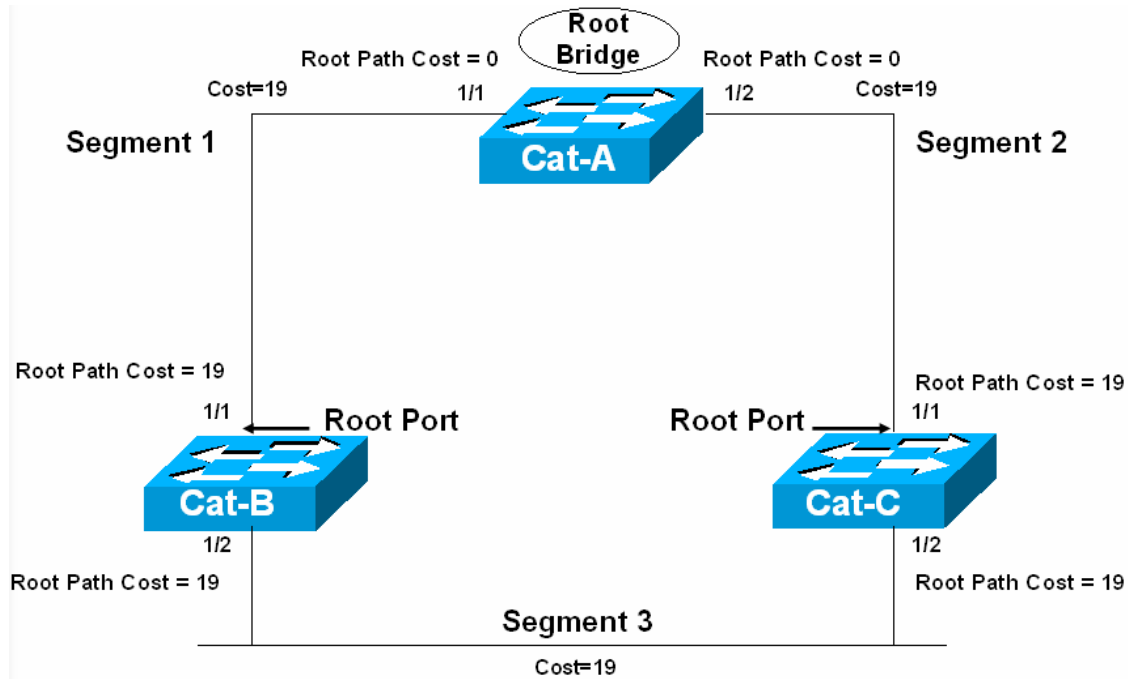 Root
Bridge
Root Path Cost = 0
Root Path Cost = 0
Cost=19
1/1
1/2
Cost=19
Segment 1
Segment 2
Cat-A
Root Path Cost = 19
Root Path Cost = 19
1/1
Root Port
Root Port
1/1
Cat-B
Cat-C
1/2
1/2
Root Path Cost = 19
Root Path Cost = 19
Segment 3
Cost=19